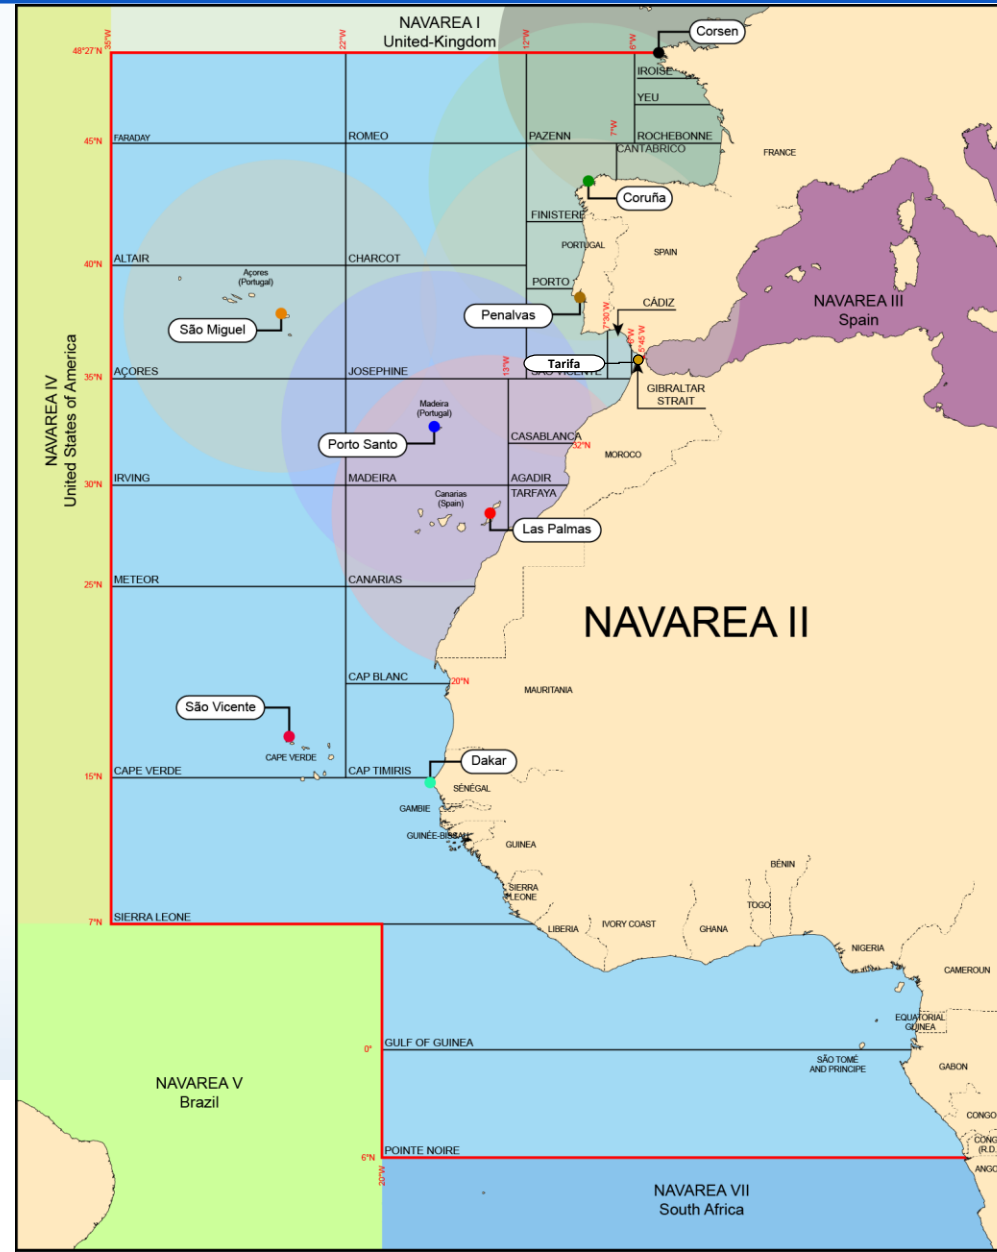 NAVAREA I
United-Kingdom
Corsen
35°W
22°W
12°W
6°W
48°27'N
IROISE
YEU
45°N
FARADAY
ROMEO
PAZENN
7°W
ROCHEBONNE
CANTABRICO
FRANCE
Coruña
FINISTERE
PORTUGAL
SPAIN
40°N
ALTAIR
CHARCOT
Açores
(Portugal)
PORTO
CÁDIZ
NAVAREA III
Spain
São Miguel
Penalvas
7°30' W
6°W
5°45' W
Tarifa
35°N
AÇORES
JOSEPHINE
13°W
SÃO VICENTE
GIBRALTAR
STRAIT
NAVAREA IV
United States of America
Madeira
(Portugal)
Porto Santo
CASABLANCA
32°N
MOROCO
30°N
IRVING
MADEIRA
AGADIR
TARFAYA
Canarias
(Spain)
Las Palmas
25°N
METEOR
CANARIAS
NAVAREA II
CAP BLANC
20°N
MAURITANIA
São Vicente
CAPE VERDE
Dakar
15°N
CAPE VERDE
CAP TIMIRIS
SÉNÉGAL
GAMBIE
GUINÉE-BISSAU
GUINEA
BÉNIN
SIERRA
LEONE
TOGO
7°N
SIERRA LEONE
LIBERIA
IVORY COAST
GHANA
NIGERIA
CAMEROUN
EQUATORIAL
GUINEA
0°
GULF OF GUINEA
SÃO TOMÉ
AND PRINCIPE
GABON
NAVAREA V
Brazil
CONGO
CONG
(R.D.
6°N
POINTE NOIRE
ANGO
20°W
NAVAREA VII
South Africa